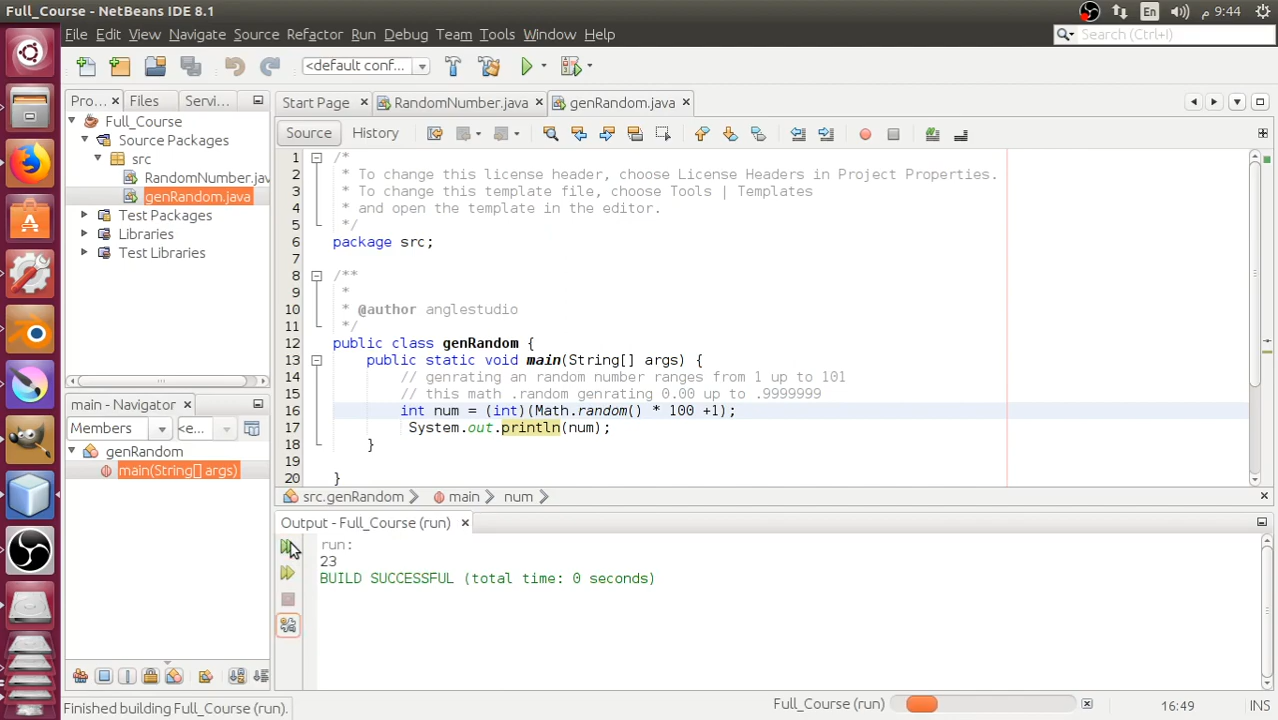 Full_Course - NetBeans IDE 8.1
En
9:44 م
File Edit View Navigate Source Refactor Run Debug Team Tools Window Help
Search (Ctrl+I)
<default conf...
Pro... Files Servi...
Start Page RandomNumber.java genRandom.java
Full_Course
Source Packages
src
RandomNumber.jav
genRandom.java
Test Packages
Libraries
Test Libraries
Source History
1 /*
2 * To change this license header, choose License Headers in Project Properties.
3 * To change this template file, choose Tools | Templates
4 * and open the template in the editor.
5 */
6 package src;
7
8 /**
9 *
10 * @author anglestudio
11 */
12 public class genRandom {
13 public static void main(String[] args) {
14 // genrating an random number ranges from 1 up to 101
15 // this math .random genrating 0.00 up to .9999999
16 int num = (int)(Math.random() * 100 +1);
17 System.out.println(num);
18 }
19
20 }
main - Navigator
Members <e...
genRandom
main(String[] args)
src.genRandom main num
Output - Full_Course (run)
run:
23
BUILD SUCCESSFUL (total time: 0 seconds)
Finished building Full_Course (run).
Full_Course (run)
16:49 INS